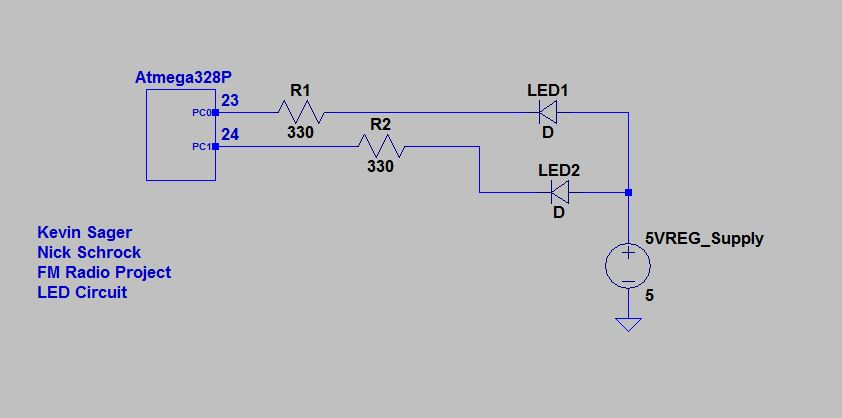 Atmega328P
PC0 23
PC1 24
R1
330
R2
330
LED1
D
LED2
D
5VREG_Supply
5
Kevin Sager
Nick Schrock
FM Radio Project
LED Circuit